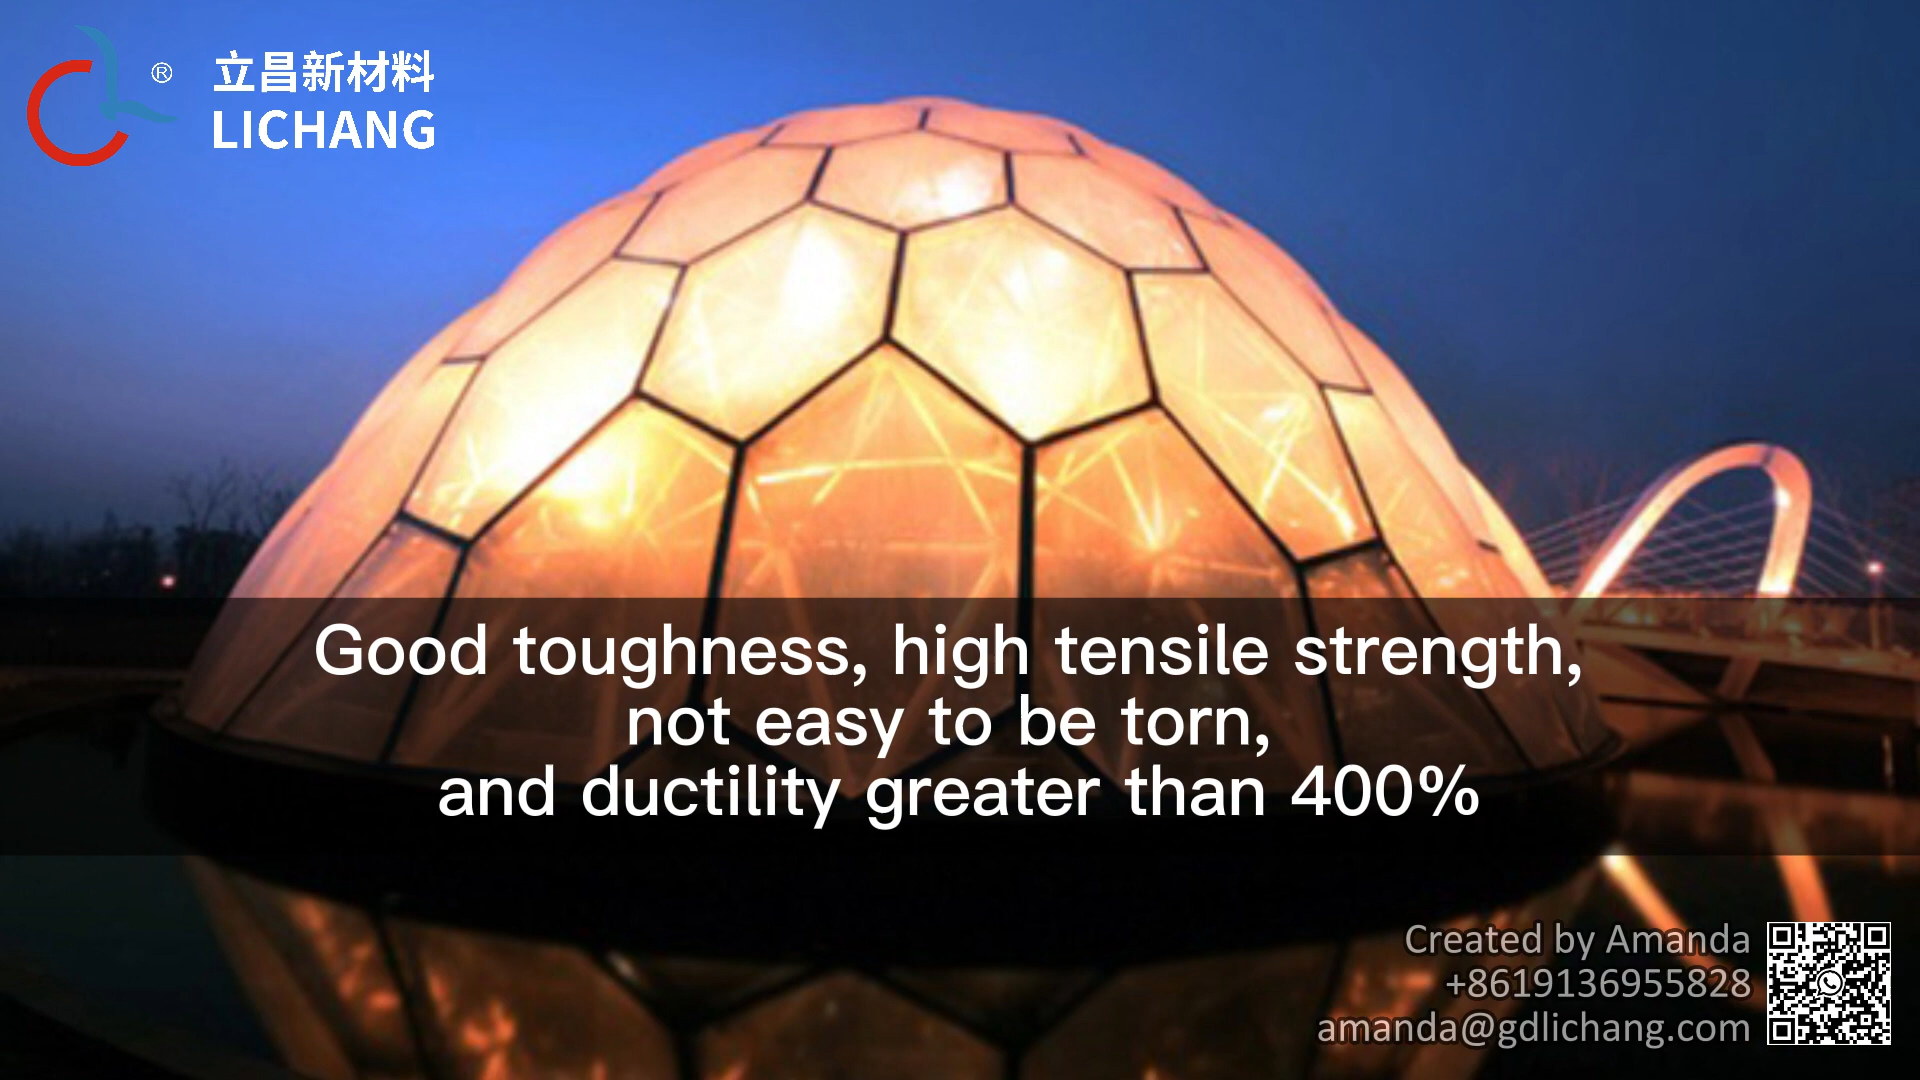 ®
立昌新材料
LICHANG
Good toughness, high tensile strength,
not easy to be torn,
and ductility greater than 400%
Created by Amanda
+8619136955828
amanda@gdlichang.com